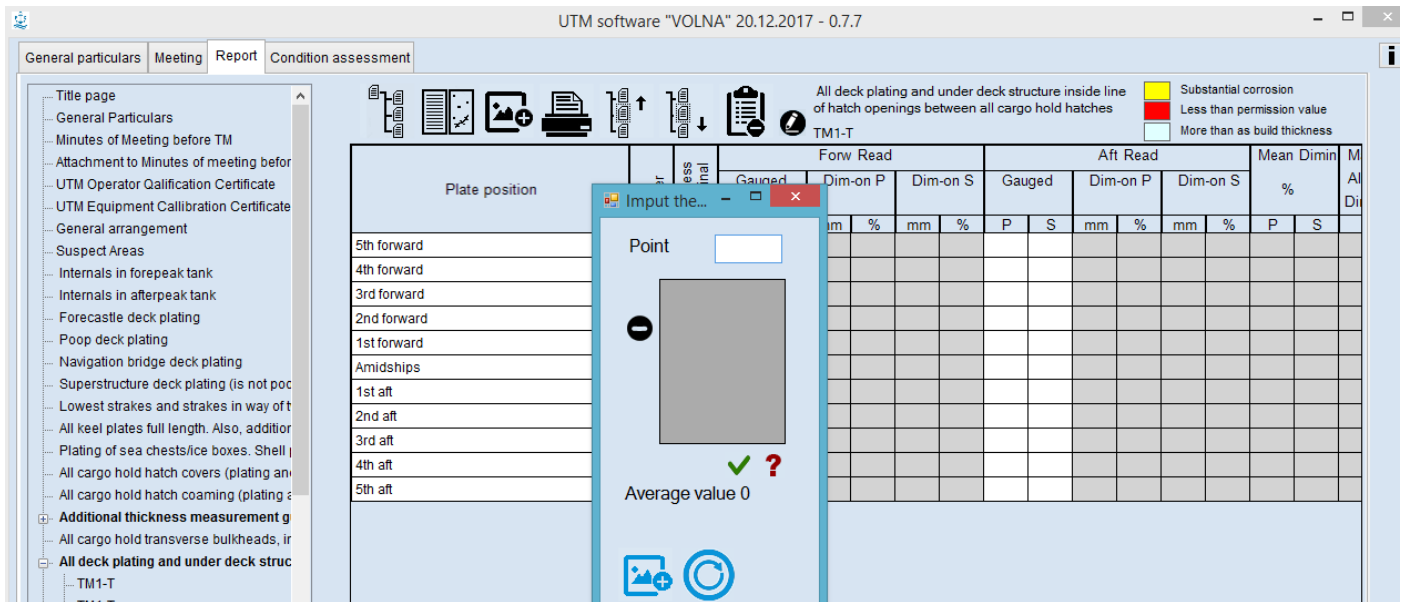 UTM software "VOLNA" 20.12.2017 - 0.7.7
General particulars Meeting Report Condition assessment
Title page
General Particulars
Minutes of Meeting before TM
Attachment to Minutes of meeting befor
UTM Operator Qalification Certificate
UTM Equipment Callibration Certificate
General arrangement
Suspect Areas
Internals in forepeak tank
Internals in afterpeak tank
Forecastle deck plating
Poop deck plating
Navigation bridge deck plating
Superstructure deck plating (is not poo
Lowest strakes and strakes in way of t
All keel plates full length. Also, addition
Plating of sea chests/ice boxes. Shell
All cargo hold hatch covers (plating an
All cargo hold hatch coaming (plating a
Additional thickness measurement g
All cargo hold transverse bulkheads, ir
All deck plating and under deck struc
TM1-T
TM1-T
All deck plating and under deck structure inside line
of hatch openings between all cargo hold hatches
TM1-T
Substantial corrosion
Less than permission value
More than as build thickness
Plate position
Forw Read Aft Read Mean Dimin M
Gauged Dim-on P Dim-on S Gauged Dim-on P Dim-on S % Al
Di
mm % mm % P S mm % mm % P S
5th forward
4th forward
3rd forward
2nd forward
1st forward
Amidships
1st aft
2nd aft
3rd aft
4th aft
5th aft
Imput the...
Point
Average value 0